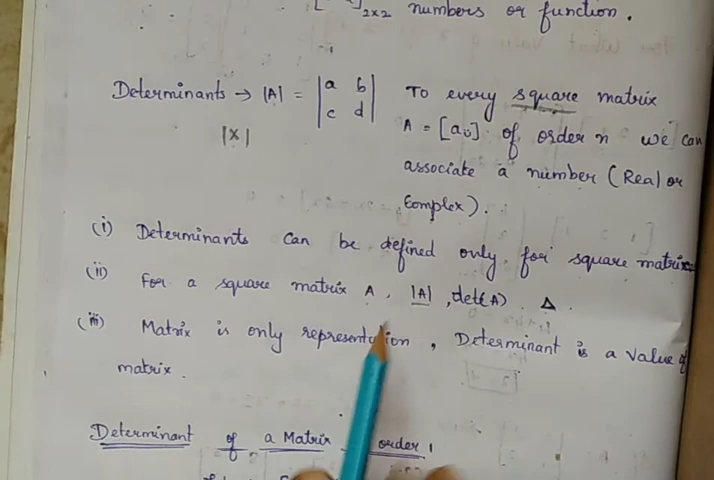 [ ]2x2 numbers or function.
Determinants → |A| = | a b | To every square matrix
| c d | A = [aij] of order n we can
|X| associate a number (Real or
Complex).
(i) Determinants can be defined only for square matrix
(ii) For a square matrix A, |A|, det(A). Δ.
(iii) Matrix is only representation, Determinant is a value of
matrix.
Determinant of a Matrix order 1